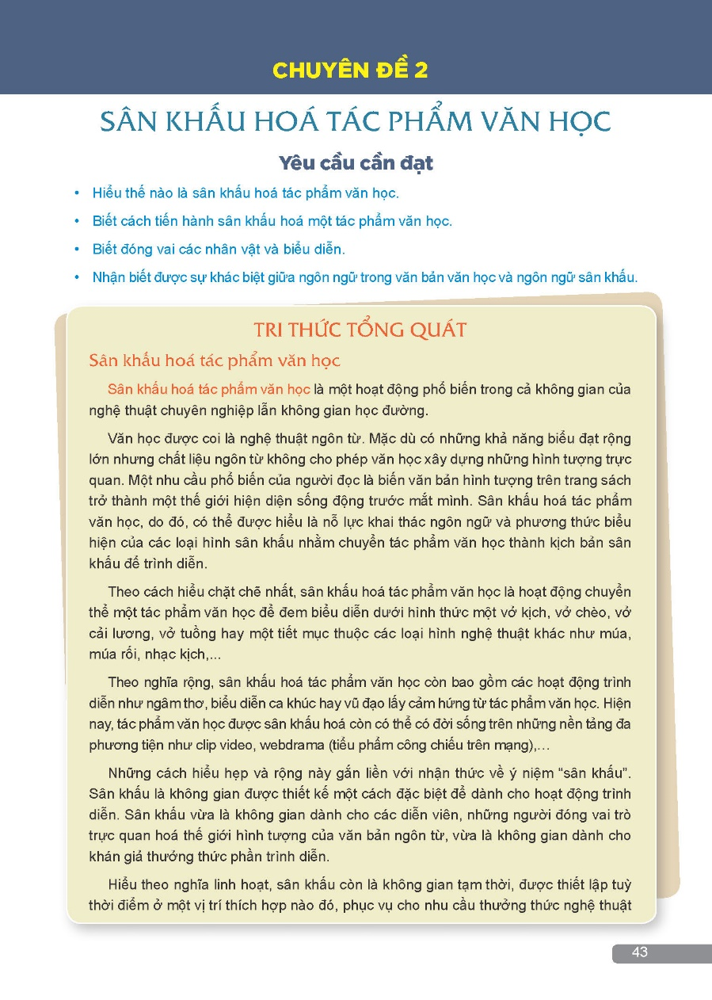 CHUYÊN ĐỀ 2
SÂN KHẤU HOÁ TÁC PHẨM VĂN HỌC
Yêu cầu cần đạt
• Hiểu thế nào là sân khấu hoá tác phẩm văn học.
• Biết cách tiến hành sân khấu hoá một tác phẩm văn học.
• Biết đóng vai các nhân vật và biểu diễn.
• Nhận biết được sự khác biệt giữa ngôn ngữ trong văn bản văn học và ngôn ngữ sân khấu.
TRI THỨC TỔNG QUÁT
Sân khấu hoá tác phẩm văn học
Sân khấu hoá tác phẩm văn học là một hoạt động phổ biến trong cả không gian của
nghệ thuật chuyên nghiệp lẫn không gian học đường.
Văn học được coi là nghệ thuật ngôn từ. Mặc dù có những khả năng biểu đạt rộng
lớn nhưng chất liệu ngôn từ không cho phép văn học xây dựng những hình tượng trực
quan. Một nhu cầu phổ biến của người đọc là biến văn bản hình tượng trên trang sách
trở thành một thế giới hiện diện sống động trước mắt mình. Sân khấu hoá tác phẩm
văn học, do đó, có thể được hiểu là nỗ lực khai thác ngôn ngữ và phương thức biểu
hiện của các loại hình sân khấu nhằm chuyển tác phẩm văn học thành kịch bản sân
khấu để trình diễn.
Theo cách hiểu chặt chẽ nhất, sân khấu hoá tác phẩm văn học là hoạt động chuyển
thể một tác phẩm văn học để đem biểu diễn dưới hình thức một vở kịch, vở chèo, vở
cải lương, vở tuồng hay một tiết mục thuộc các loại hình nghệ thuật khác như múa,
múa rối, nhạc kịch,...
Theo nghĩa rộng, sân khấu hoá tác phẩm văn học còn bao gồm các hoạt động trình
diễn như ngâm thơ, biểu diễn ca khúc hay vũ đạo lấy cảm hứng từ tác phẩm văn học. Hiện
nay, tác phẩm văn học được sân khấu hoá còn có thể có đời sống trên những nền tảng đa
phương tiện như clip video, webdrama (tiểu phẩm công chiếu trên mạng),…
Những cách hiểu hẹp và rộng này gắn liền với nhận thức về ý niệm “sân khấu”.
Sân khấu là không gian được thiết kế một cách đặc biệt để dành cho hoạt động trình
diễn. Sân khấu vừa là không gian dành cho các diễn viên, những người đóng vai trò
trực quan hoá thế giới hình tượng của văn bản ngôn từ, vừa là không gian dành cho
khán giả thưởng thức phần trình diễn.
Hiểu theo nghĩa linh hoạt, sân khấu còn là không gian tạm thời, được thiết lập tuỳ
thời điểm ở một vị trí thích hợp nào đó, phục vụ cho nhu cầu thưởng thức nghệ thuật
43